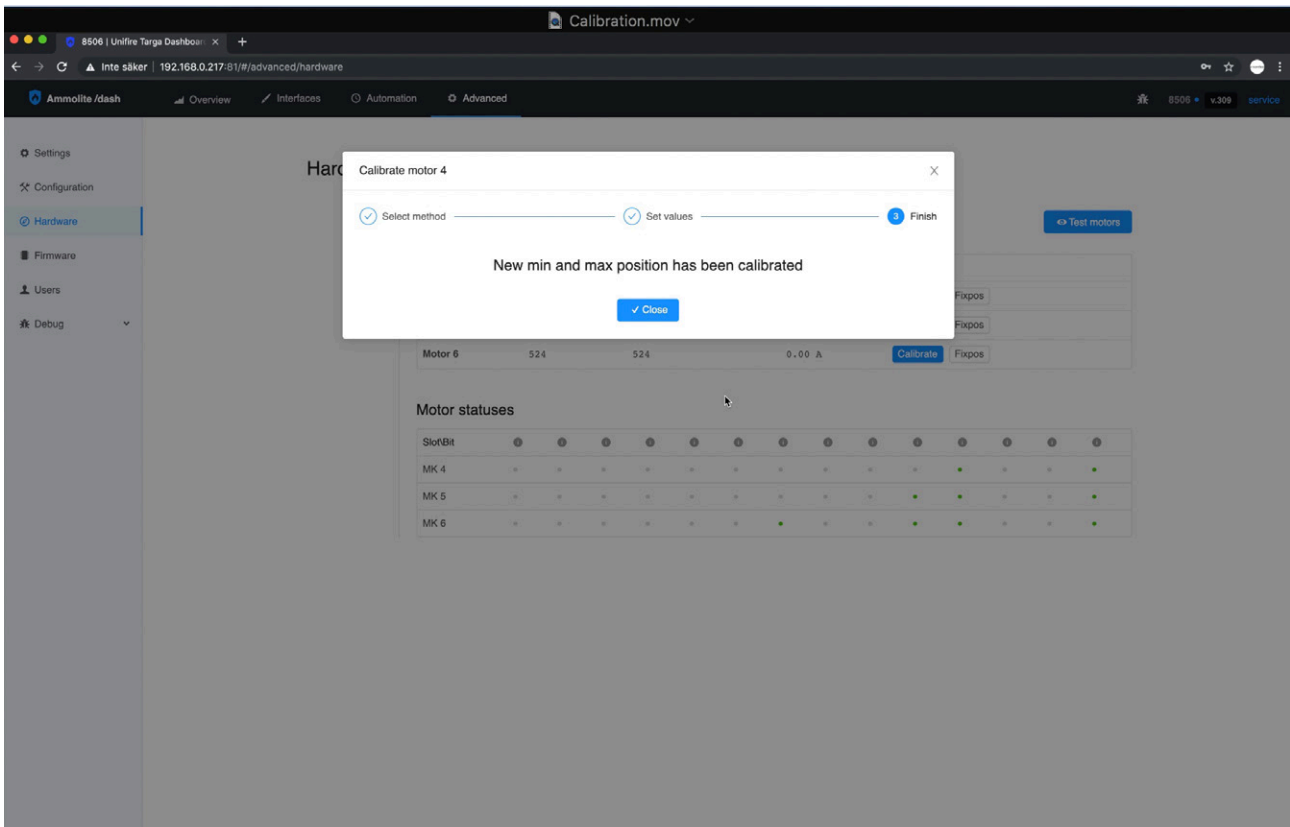 Calibration.mov
8506 | Unifire Targa Dashboar
Inte säker | 192.168.0.217:81/#/advanced/hardware
Ammolite /dash Overview Interfaces Automation Advanced 8506 v.309 service
Settings
Configuration
Hardware
Firmware
Users
Debug
Hard
Calibrate motor 4
Select method Set values 3 Finish
New min and max position has been calibrated
Close
Test motors
Fixpos
Fixpos
Motor 6 524 524 0.00 A Calibrate Fixpos
Motor statuses
Slot\Bit
MK 4
MK 5
MK 6